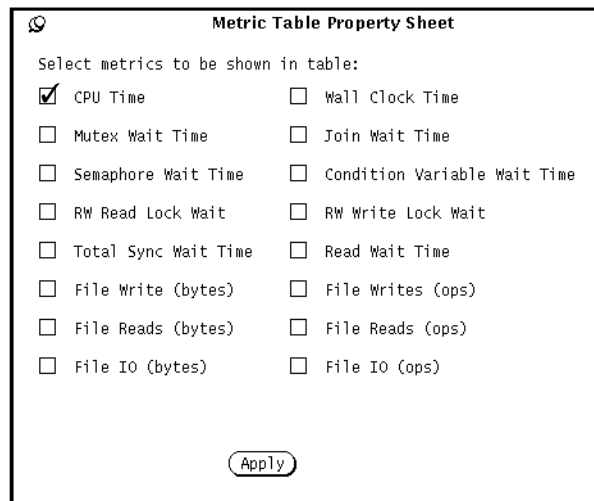 Metric Table Property Sheet
Select metrics to be shown in table:
CPU Time Wall Clock Time
Mutex Wait Time Join Wait Time
Semaphore Wait Time Condition Variable Wait Time
RW Read Lock Wait RW Write Lock Wait
Total Sync Wait Time Read Wait Time
File Write (bytes) File Writes (ops)
File Reads (bytes) File Reads (ops)
File IO (bytes) File IO (ops)
Apply